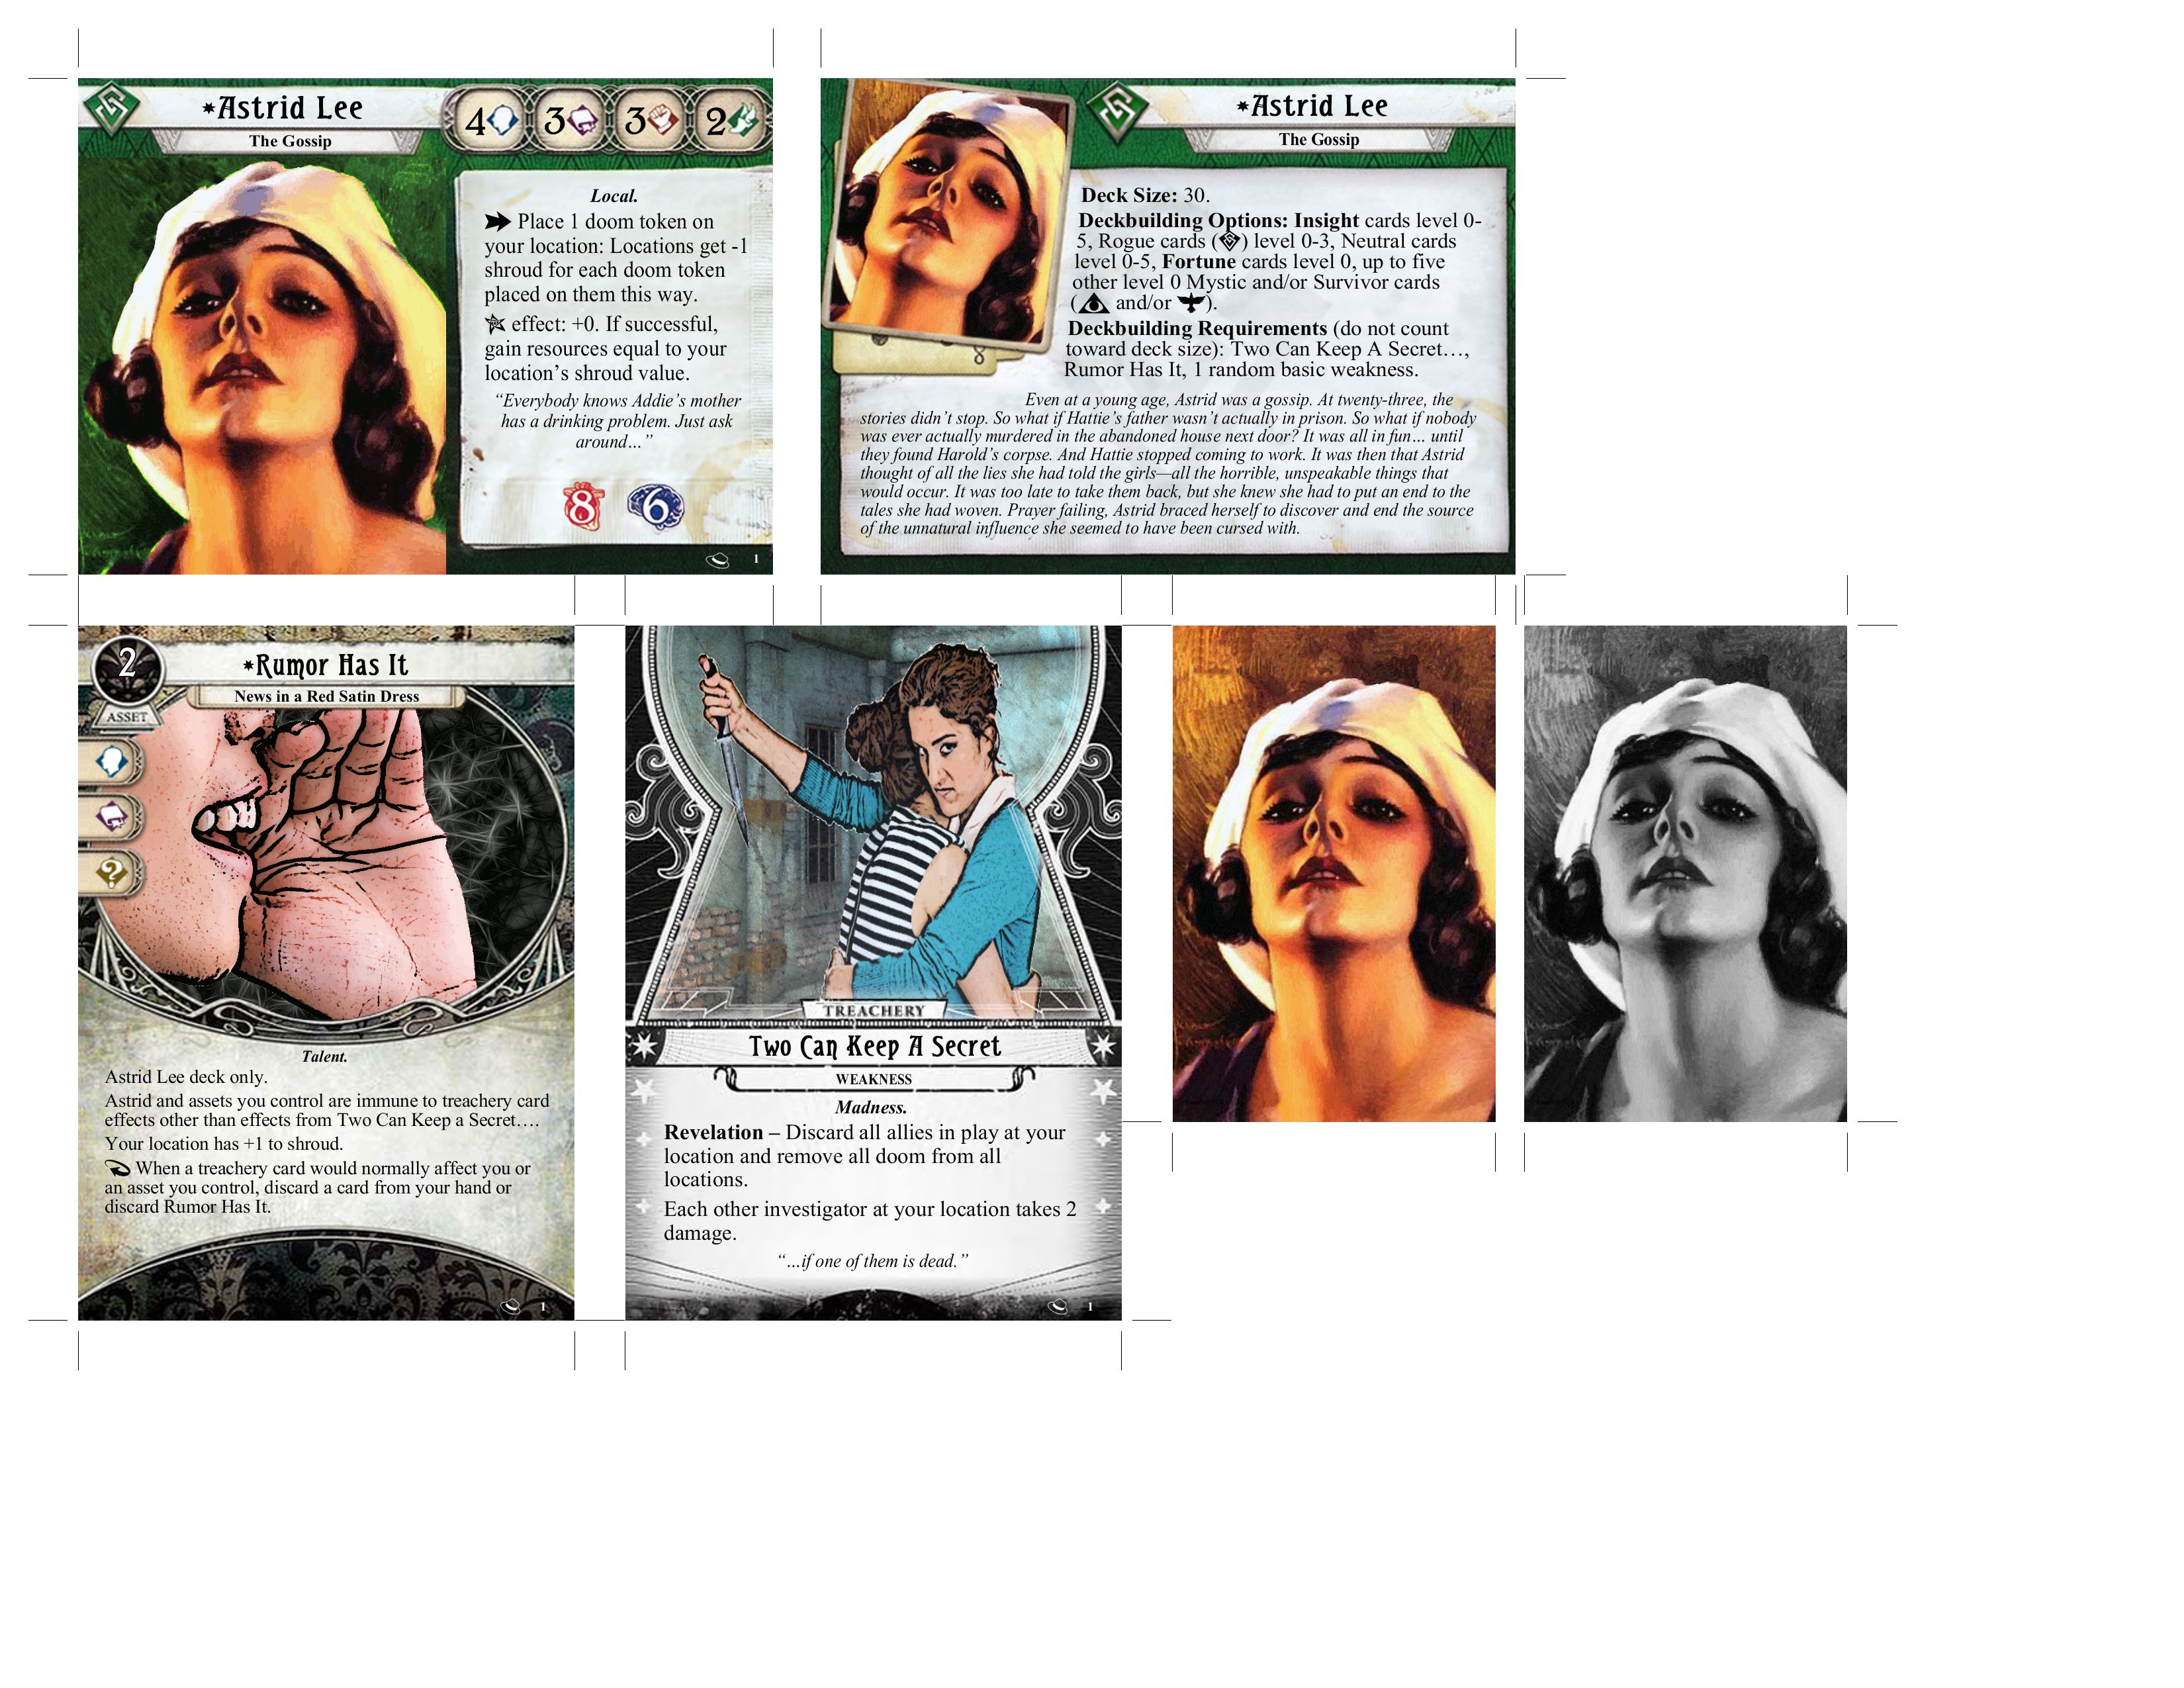 *Astrid Lee
4 3 3 2
The Gossip
Local.
Place 1 doom token on
your location: Locations get -1
shroud for each doom token
placed on them this way.
effect: +0. If successful,
gain resources equal to your
location’s shroud value.
“Everybody knows Addie’s mother
has a drinking problem. Just ask
around…”
8 6
1
*Astrid Lee
The Gossip
Deck Size: 30.
Deckbuilding Options: Insight cards level 0-
5, Rogue cards ( ) level 0-3, Neutral cards
level 0-5, Fortune cards level 0, up to five
other level 0 Mystic and/or Survivor cards
( and/or ).
Deckbuilding Requirements (do not count
toward deck size): Two Can Keep A Secret…,
Rumor Has It, 1 random basic weakness.
Even at a young age, Astrid was a gossip. At twenty-three, the
stories didn’t stop. So what if Hattie’s father wasn’t actually in prison. So what if nobody
was ever actually murdered in the abandoned house next door? It was all in fun… until
they found Harold’s corpse. And Hattie stopped coming to work. It was then that Astrid
thought of all the lies she had told the girls—all the horrible, unspeakable things that
would occur. It was too late to take them back, but she knew she had to put an end to the
tales she had woven. Prayer failing, Astrid braced herself to discover and end the source
of the unnatural influence she seemed to have been cursed with.
2
*Rumor Has It
News in a Red Satin Dress
ASSET
?
Talent.
Astrid Lee deck only.
Astrid and assets you control are immune to treachery card
effects other than effects from Two Can Keep a Secret….
Your location has +1 to shroud.
When a treachery card would normally affect you or
an asset you control, discard a card from your hand or
discard Rumor Has It.
1
TREACHERY
Two Can Keep A Secret
WEAKNESS
Madness.
Revelation – Discard all allies in play at your
location and remove all doom from all
locations.
Each other investigator at your location takes 2
damage.
“…if one of them is dead.”
1